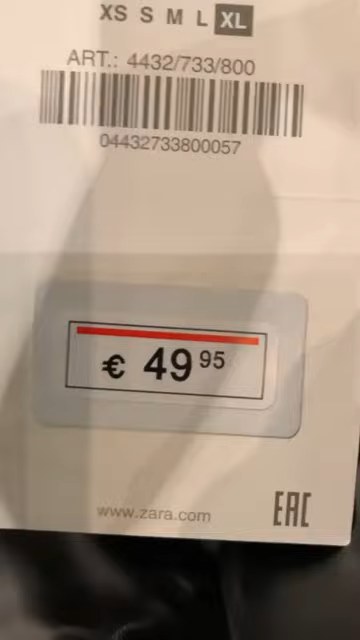 XS S M L XL
ART.: 4432/733/800
04432733800057
€ 49 95
www.zara.com
EAC